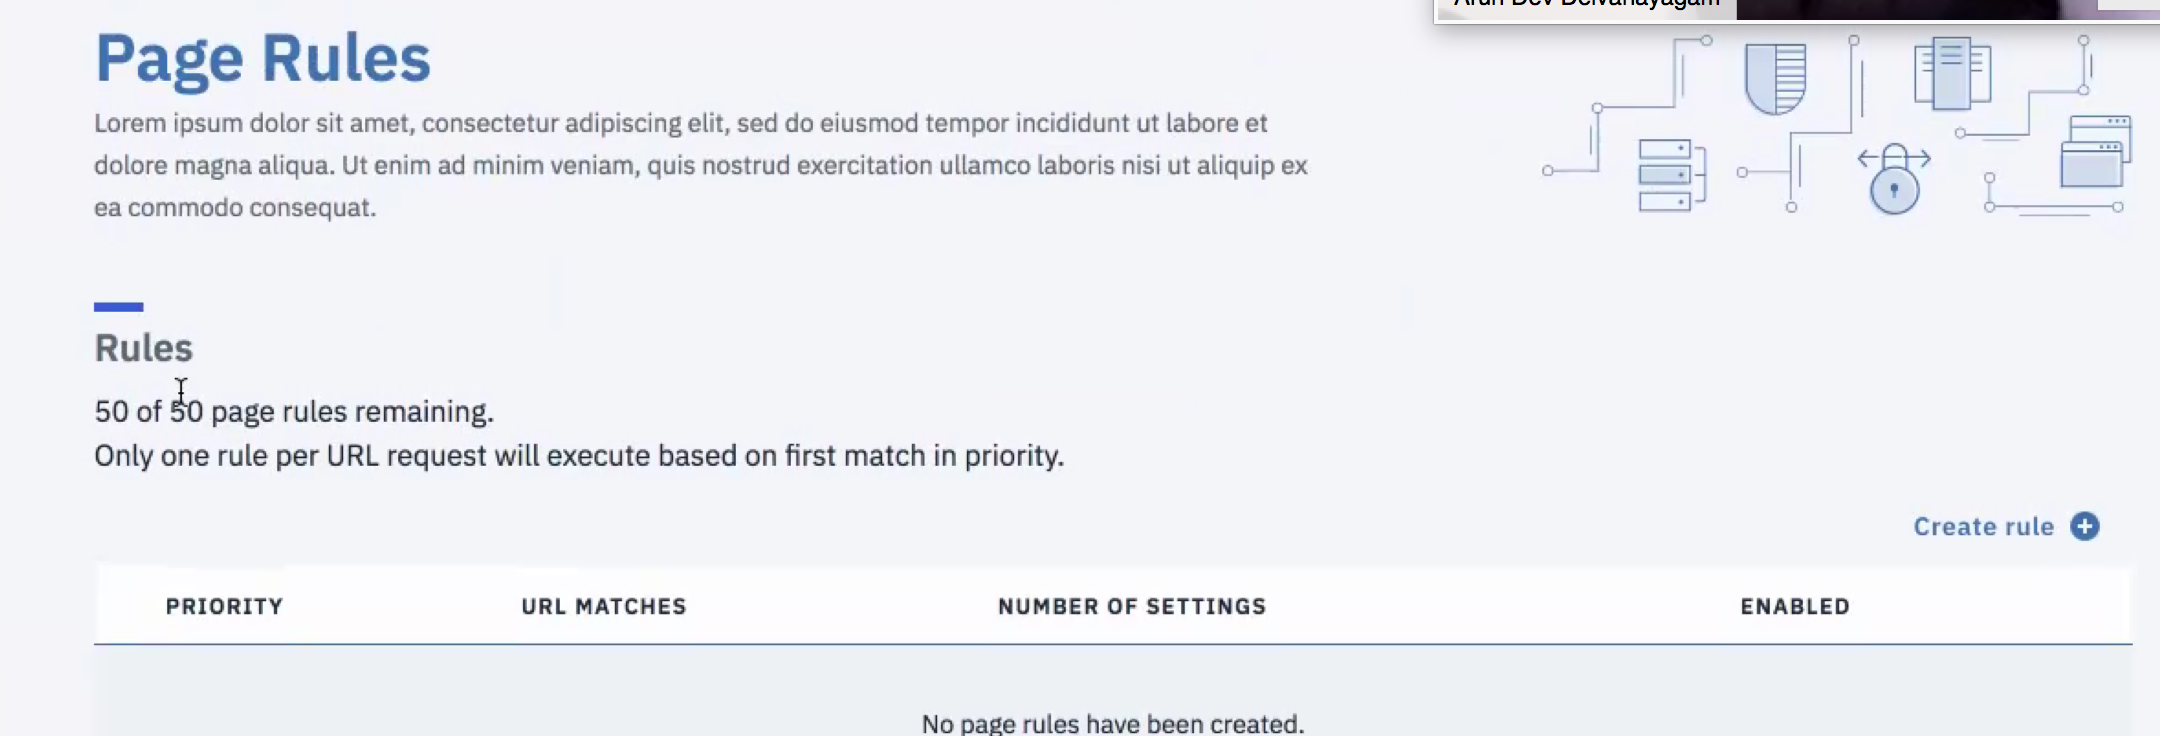 Arun Dev Deivanayagam
Page Rules
Lorem ipsum dolor sit amet, consectetur adipiscing elit, sed do eiusmod tempor incididunt ut labore et
dolore magna aliqua. Ut enim ad minim veniam, quis nostrud exercitation ullamco laboris nisi ut aliquip ex
ea commodo consequat.
Rules
50 of 50 page rules remaining.
Only one rule per URL request will execute based on first match in priority.
Create rule
PRIORITY URL MATCHES NUMBER OF SETTINGS ENABLED
No page rules have been created.